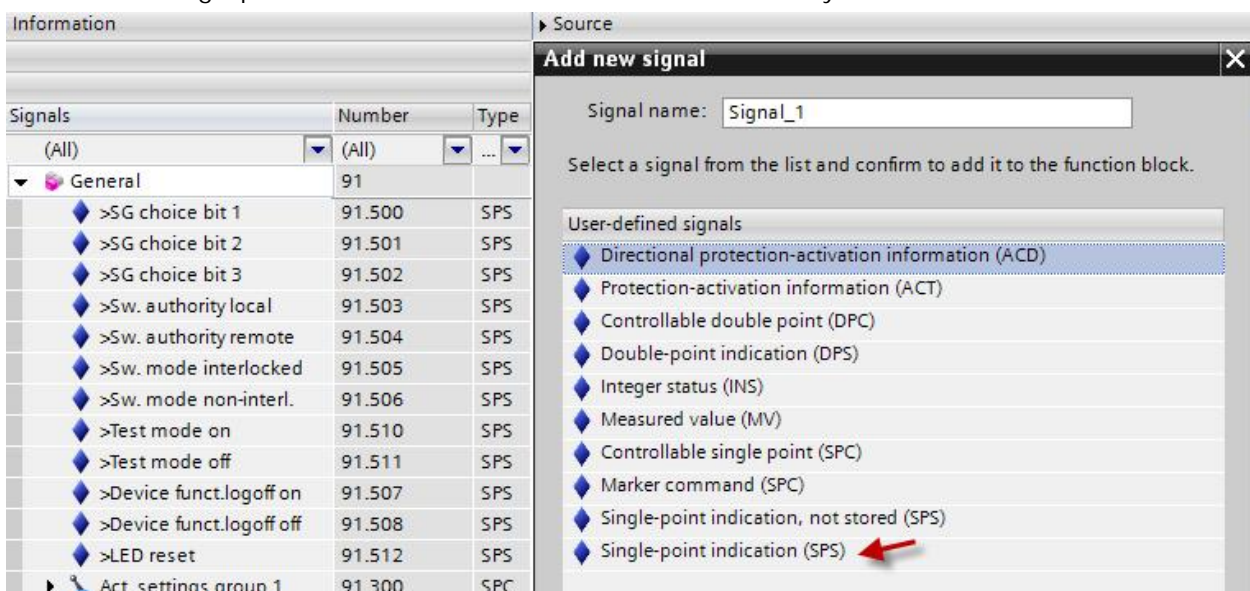 Information
Signals Number Type
(All) (All) ...
General 91
>SG choice bit 1 91.500 SPS
>SG choice bit 2 91.501 SPS
>SG choice bit 3 91.502 SPS
>Sw. authority local 91.503 SPS
>Sw. authority remote 91.504 SPS
>Sw. mode interlocked 91.505 SPS
>Sw. mode non-interl. 91.506 SPS
>Test mode on 91.510 SPS
>Test mode off 91.511 SPS
>Device funct.logoff on 91.507 SPS
>Device funct.logoff off 91.508 SPS
>LED reset 91.512 SPS
Act. settings group 1 91.300 SPC
Source
Add new signal
Signal name: Signal_1
Select a signal from the list and confirm to add it to the function block.
User-defined signals
Directional protection-activation information (ACD)
Protection-activation information (ACT)
Controllable double point (DPC)
Double-point indication (DPS)
Integer status (INS)
Measured value (MV)
Controllable single point (SPC)
Marker command (SPC)
Single-point indication, not stored (SPS)
Single-point indication (SPS)